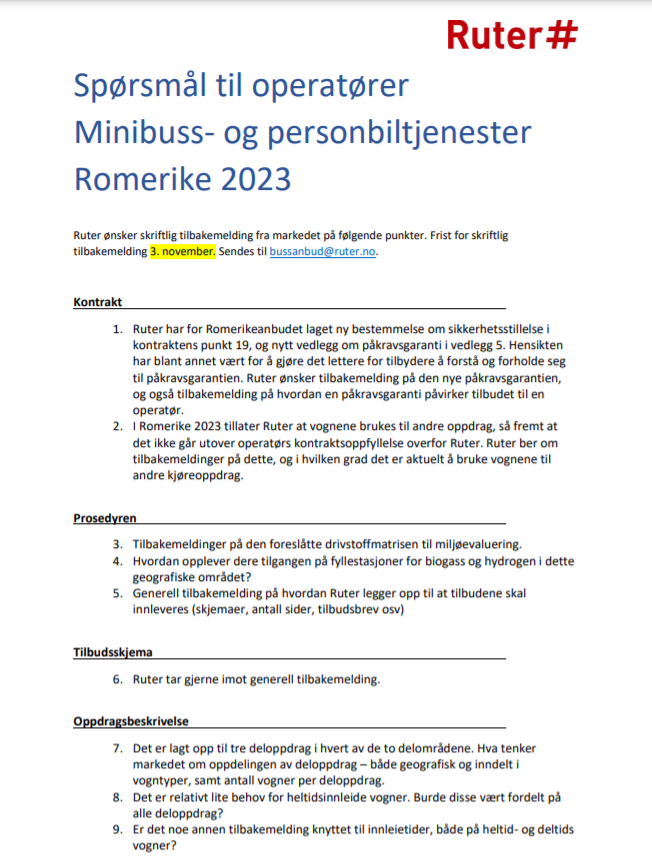 Ruter#
Spørsmål til operatører
Minibuss- og personbiltjenester
Romerike 2023
Ruter ønsker skriftlig tilbakemelding fra markedet på følgende punkter. Frist for skriftlig
tilbakemelding 3. november. Sendes til bussanbud@ruter.no.
Kontrakt
1. Ruter har for Romerikeanbudet laget ny bestemmelse om sikkerhetsstillelse i
kontraktens punkt 19, og nytt vedlegg om påkravsgaranti i vedlegg 5. Hensikten
har blant annet vært for å gjøre det lettere for tilbydere å forstå og forholde seg
til påkravsgarantien. Ruter ønsker tilbakemelding på den nye påkravsgarantien,
og også tilbakemelding på hvordan en påkravsgaranti påvirker tilbudet til en
operatør.
2. I Romerike 2023 tillater Ruter at vognene brukes til andre oppdrag, så fremt at
det ikke går utover operatørs kontraktsoppfyllelse overfor Ruter. Ruter ber om
tilbakemeldinger på dette, og i hvilken grad det er aktuelt å bruke vognene til
andre kjøreoppdrag.
Prosedyren
3. Tilbakemeldinger på den foreslåtte drivstoffmatrisen til miljøevaluering.
4. Hvordan opplever dere tilgangen på fyllestasjoner for biogass og hydrogen i dette
geografiske området?
5. Generell tilbakemelding på hvordan Ruter legger opp til at tilbudene skal
innleveres (skjemaer, antall sider, tilbudsbrev osv)
Tilbudsskjema
6. Ruter tar gjerne imot generell tilbakemelding.
Oppdragsbeskrivelse
7. Det er lagt opp til tre deloppdrag i hvert av de to delområdene. Hva tenker
markedet om oppdelingen av deloppdrag – både geografisk og inndelt i
vogntyper, samt antall vogner per deloppdrag.
8. Det er relativt lite behov for heltidsinnleide vogner. Burde disse vært fordelt på
alle deloppdrag?
9. Er det noe annen tilbakemelding knyttet til innleietider, både på heltid- og deltids
vogner?